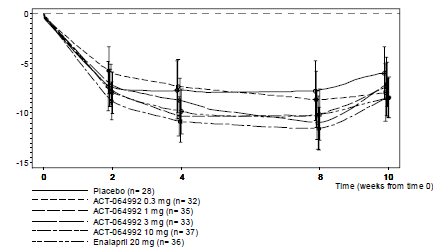 0
-5
-10
-15
0 2 4 8 10
Time (weeks from time 0)
Placebo (n= 28)
ACT-064992 0.3 mg (n= 32)
ACT-064992 1 mg (n= 35)
ACT-064992 3 mg (n= 33)
ACT-064992 10 mg (n= 37)
Enalapril 20 mg (n= 36)